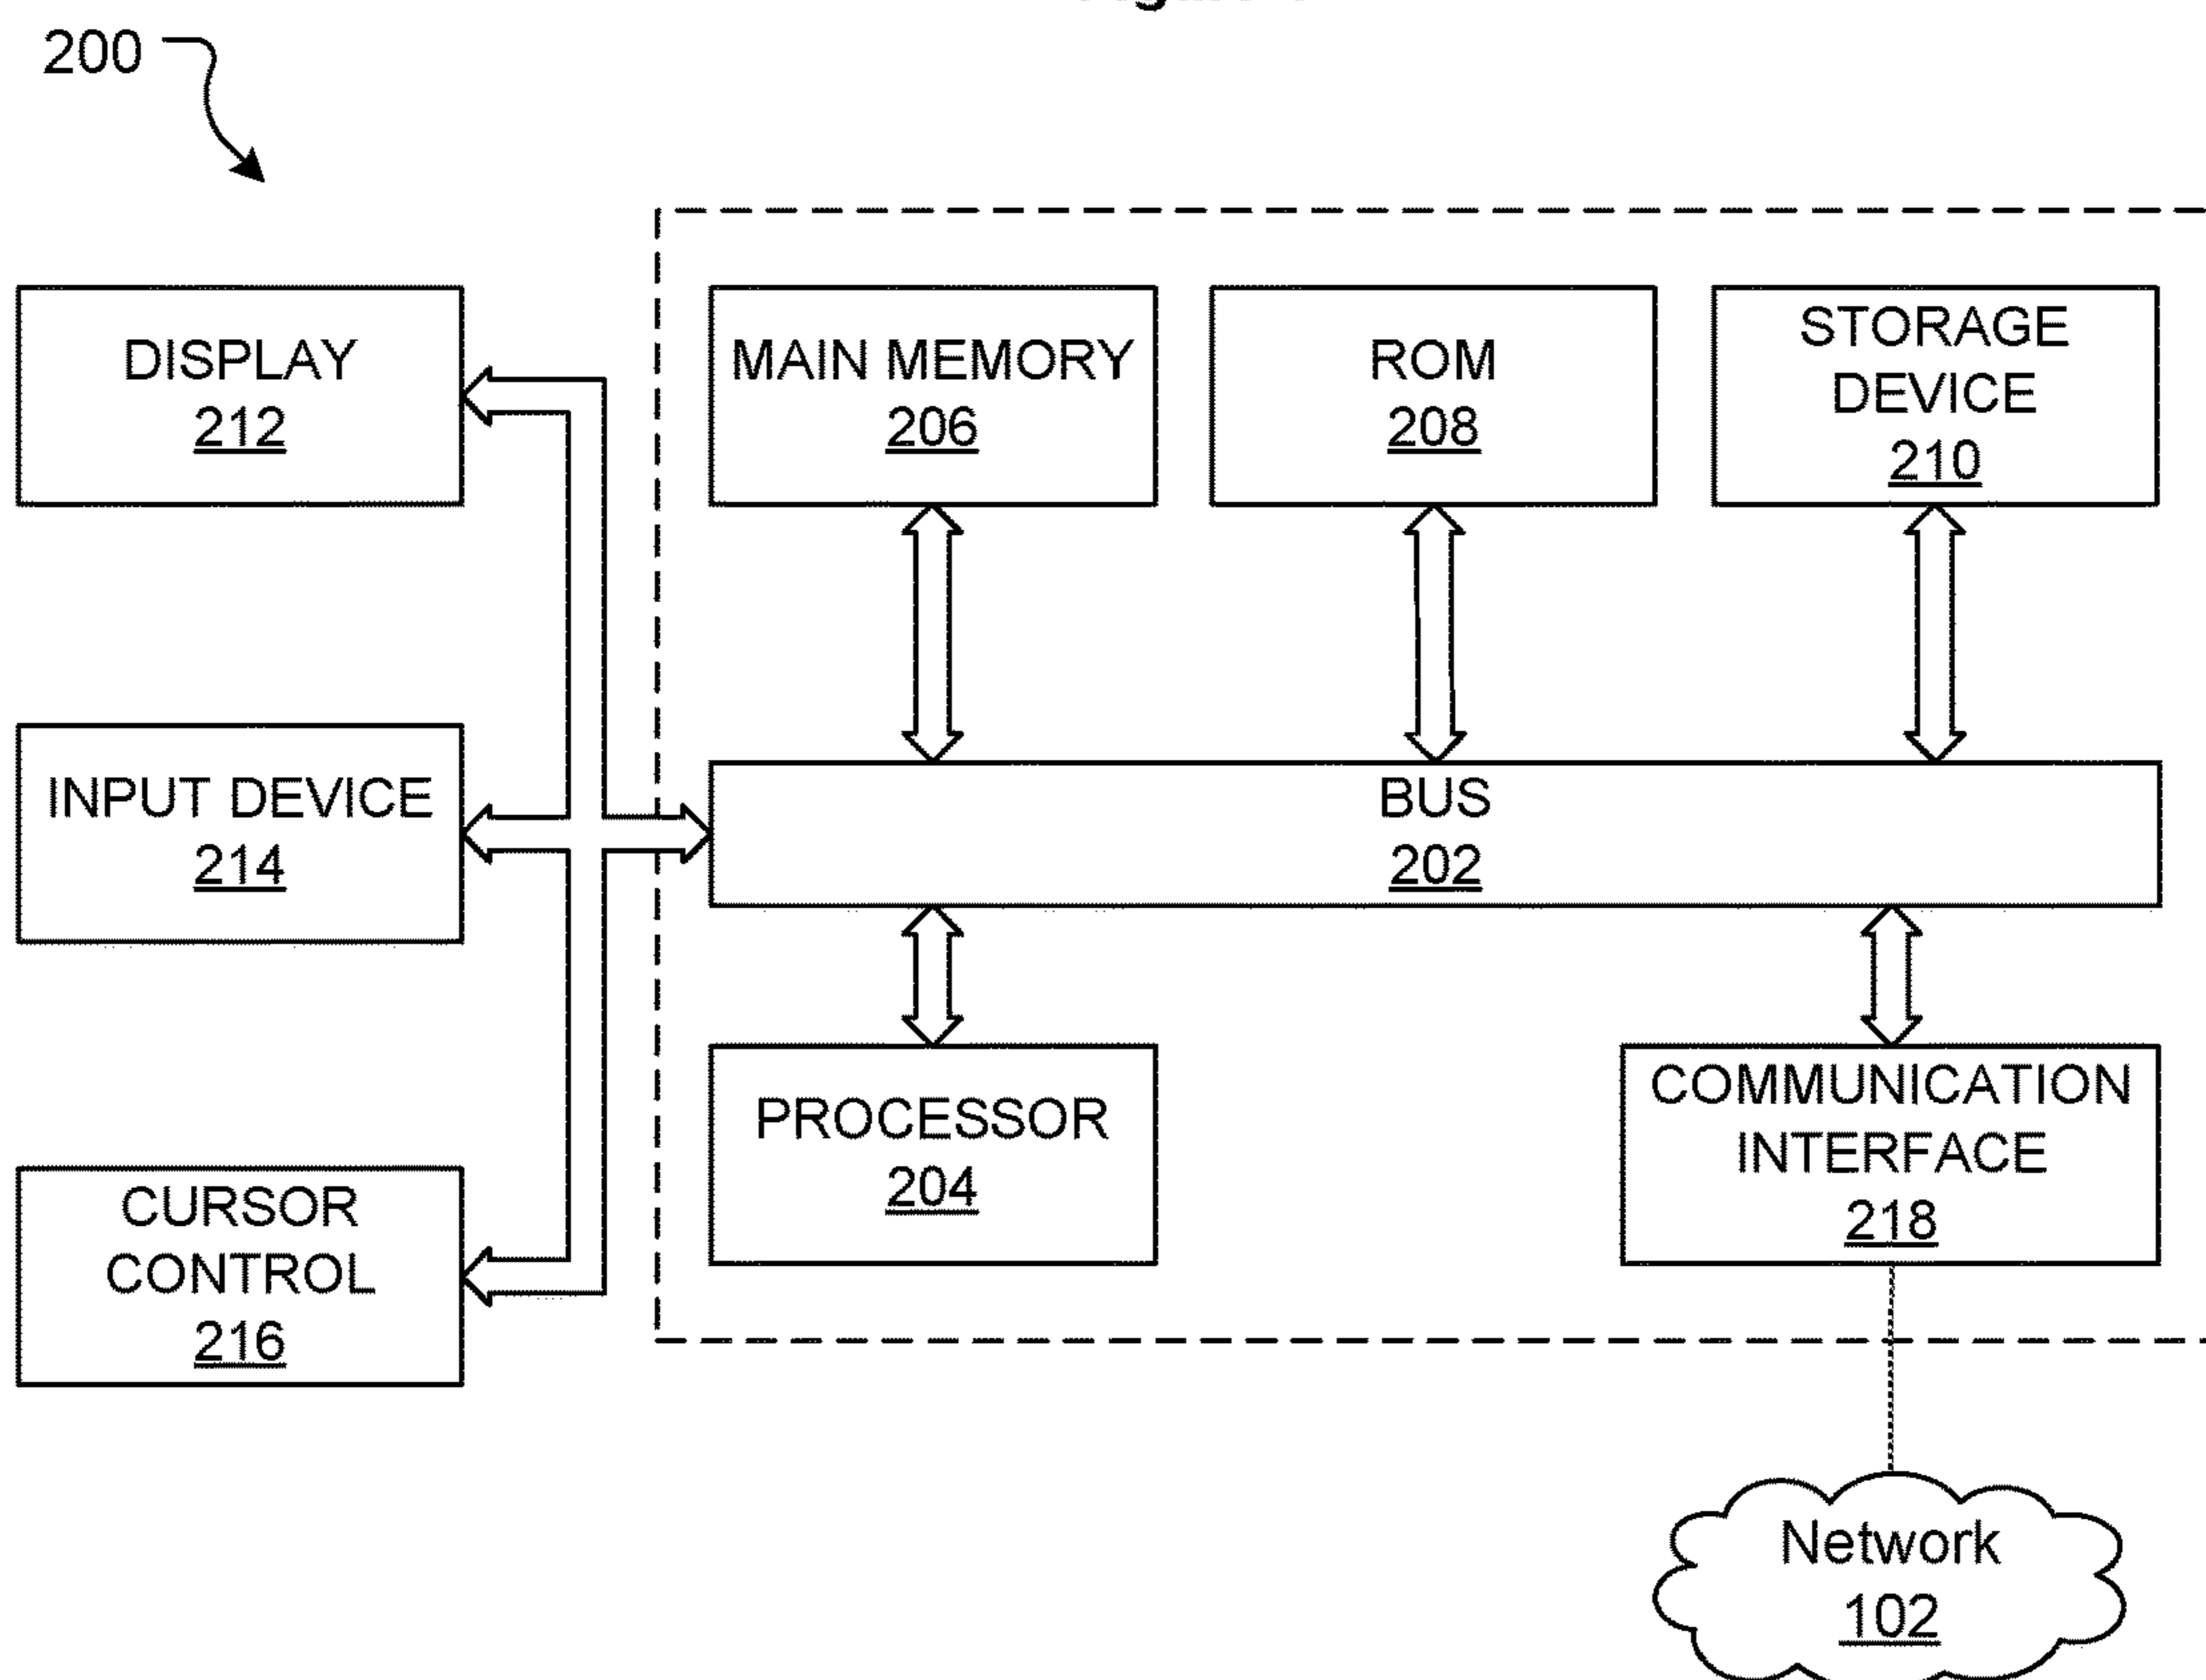 200
DISPLAY
212
MAIN MEMORY
206
ROM
208
STORAGE
DEVICE
210
INPUT DEVICE
214
BUS
202
CURSOR
CONTROL
216
PROCESSOR
204
COMMUNICATION
INTERFACE
218
Network
102